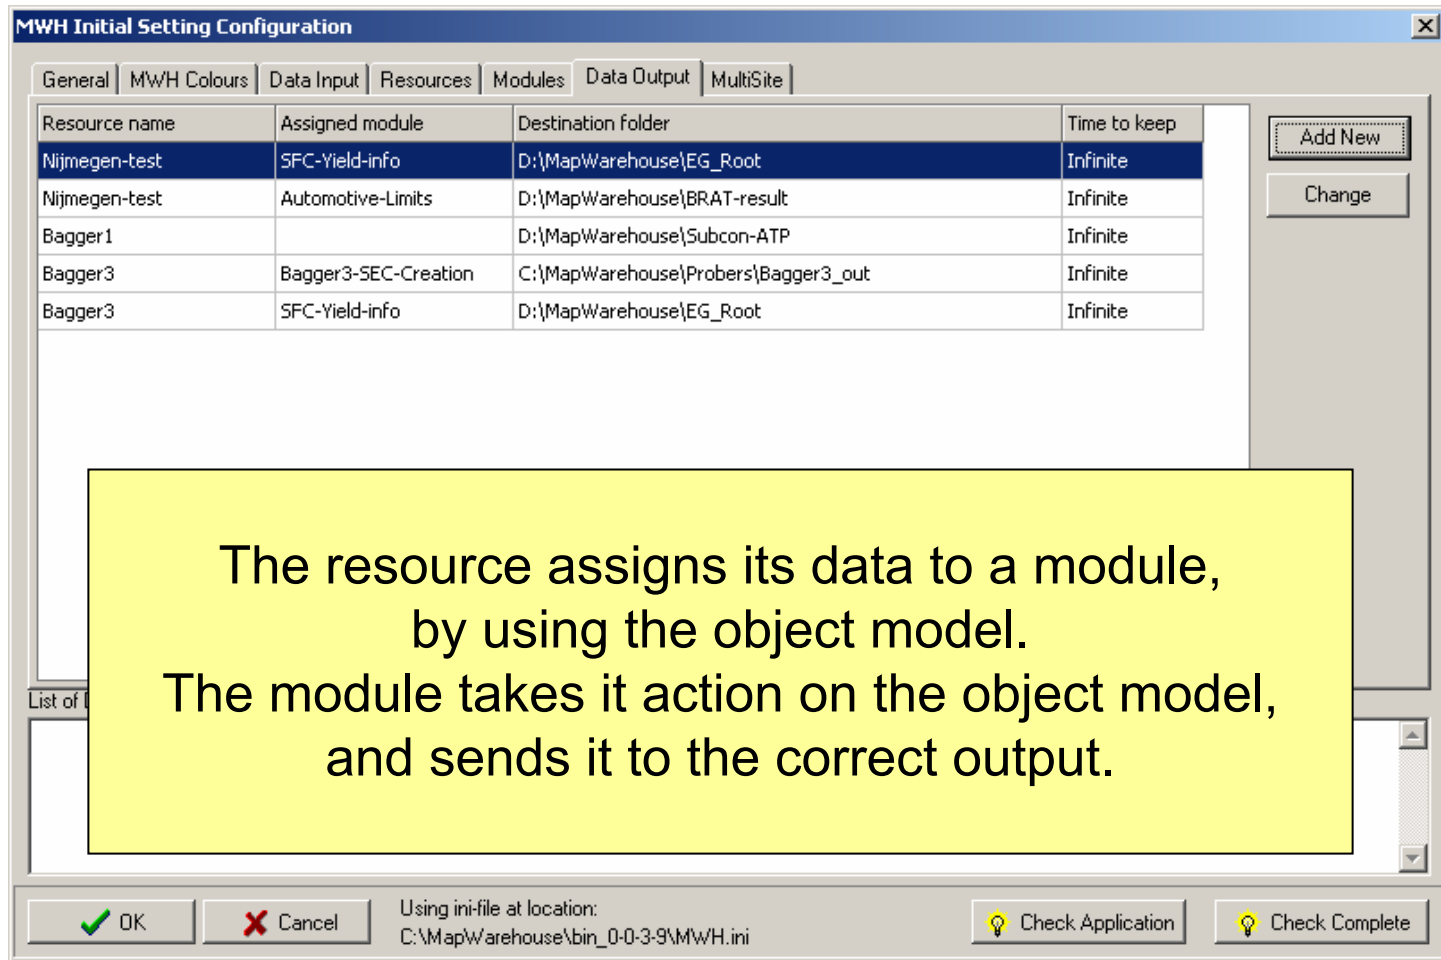 MWH Initial Setting Configuration
General MWH Colours Data Input Resources Modules Data Output MultiSite
Resource name Assigned module Destination folder Time to keep
Nijmegen-test SFC-Yield-info D:\MapWarehouse\EG_Root Infinite
Nijmegen-test Automotive-Limits D:\MapWarehouse\BRAT-result Infinite
Bagger1 D:\MapWarehouse\Subcon-ATP Infinite
Bagger3 Bagger3-SEC-Creation C:\MapWarehouse\Probers\Bagger3_out Infinite
Bagger3 SFC-Yield-info D:\MapWarehouse\EG_Root Infinite
Add New
Change
The resource assigns its data to a module,
by using the object model.
The module takes it action on the object model,
and sends it to the correct output.
List of
OK Cancel
Using ini-file at location:
C:\MapWarehouse\bin_0-0-3-9\MWH.ini
Check Application Check Complete